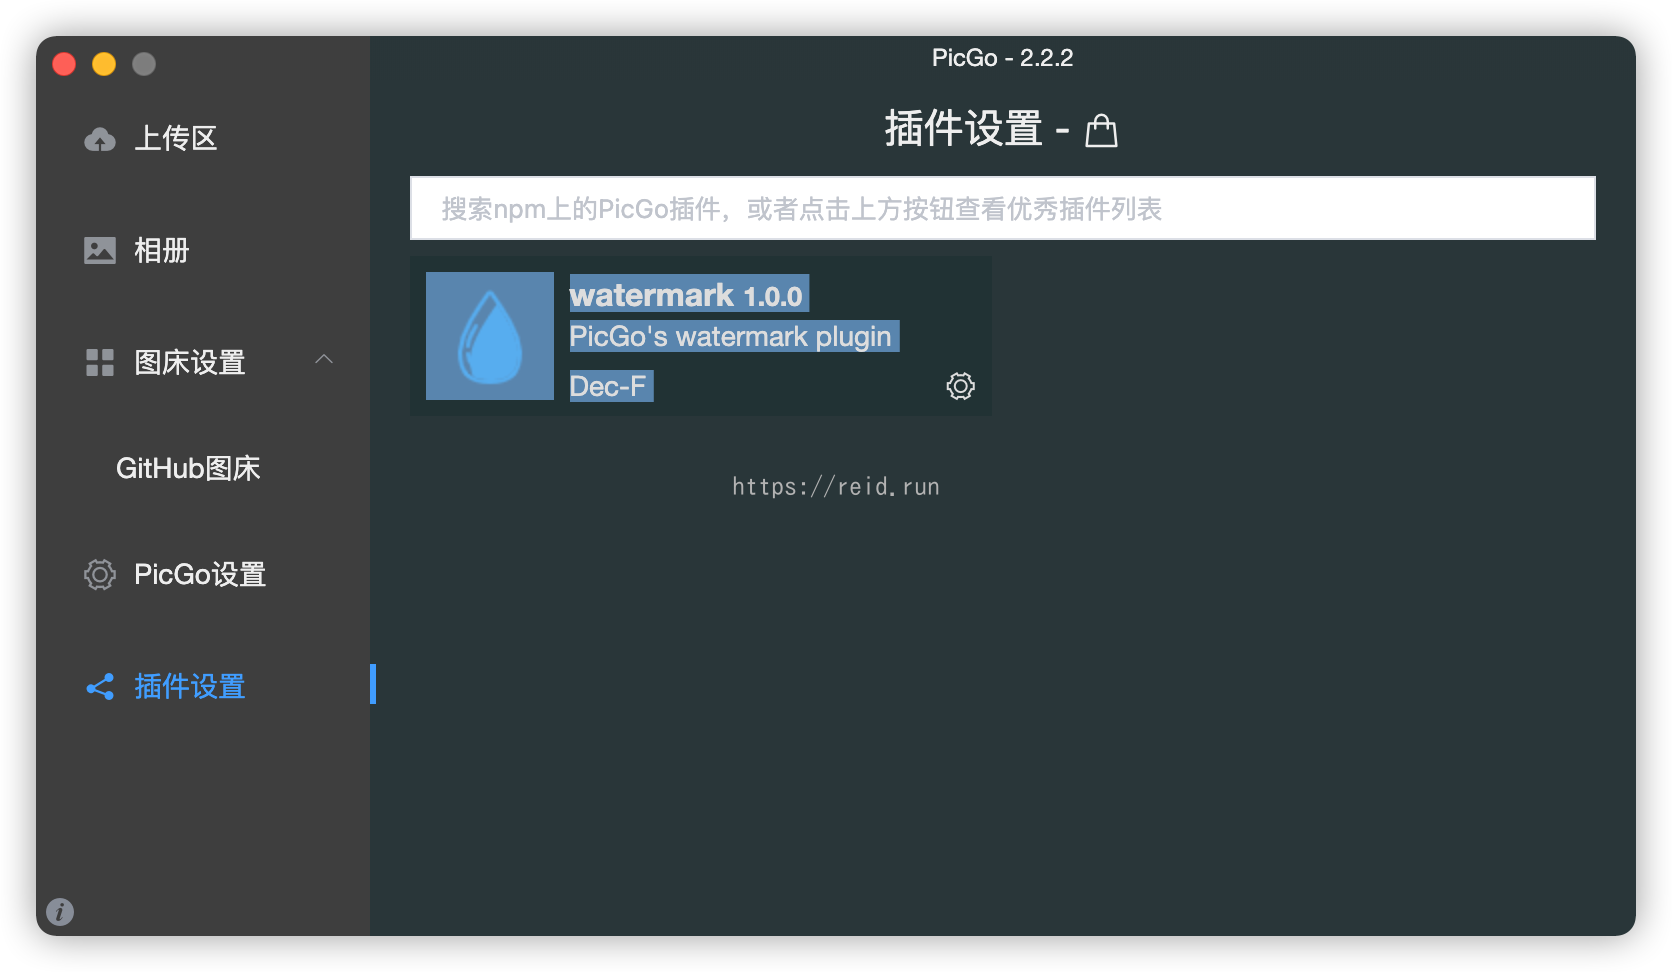 PicGo - 2.2.2
上传区
相册
图床设置
GitHub图床
PicGo设置
插件设置
插件设置 -
搜索npm上的PicGo插件，或者点击上方按钮查看优秀插件列表
watermark 1.0.0
PicGo's watermark plugin
Dec-F
https://reid.run